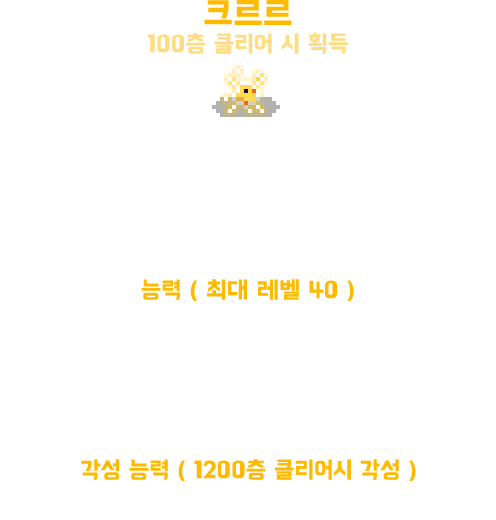 크르르
100층 클리어 시 획득
능력 ( 최대 레벨 40 )
각성 능력 ( 1200층 클리어시 각성 )